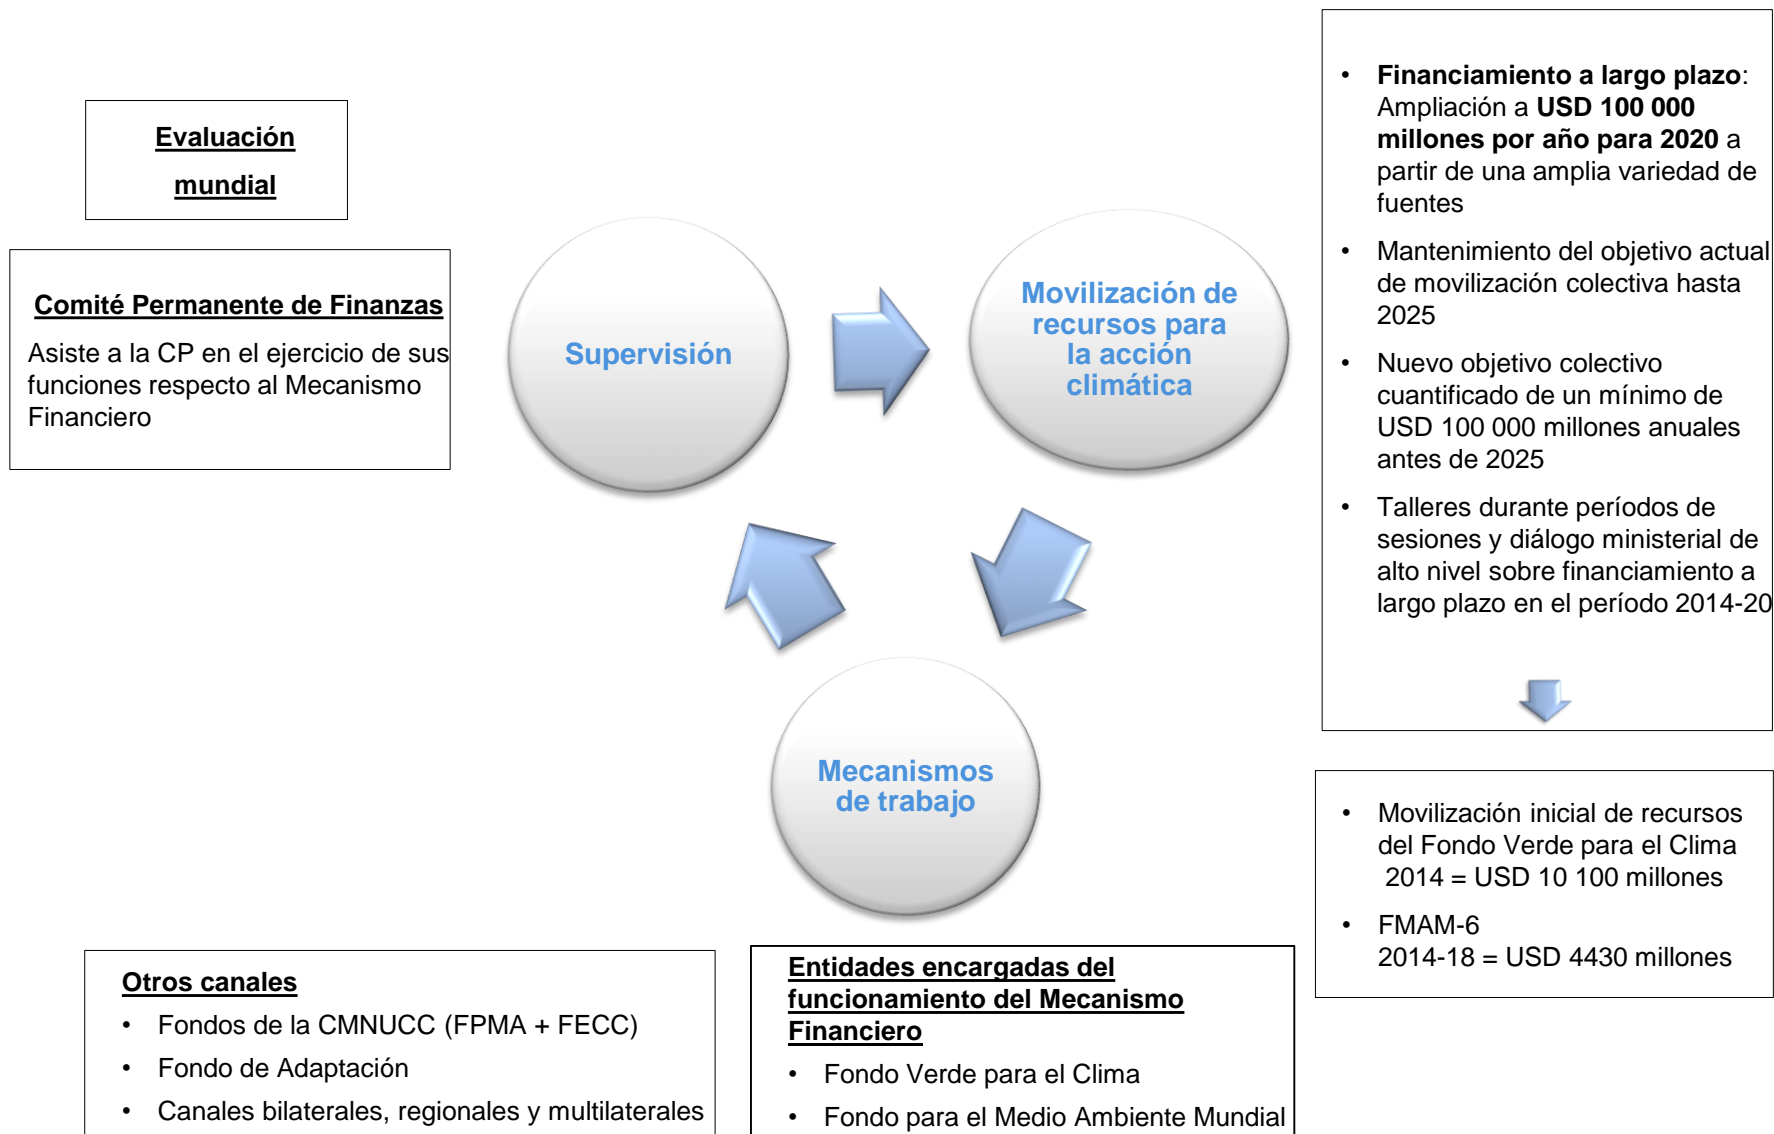 Evaluación
mundial
Comité Permanente de Finanzas
Asiste a la CP en el ejercicio de sus
funciones respecto al Mecanismo
Financiero
Supervisión
Movilización de
recursos para
la acción
climática
Mecanismos
de trabajo
• Financiamiento a largo plazo:
Ampliación a USD 100 000
millones por año para 2020 a
partir de una amplia variedad de
fuentes
• Mantenimiento del objetivo actual
de movilización colectiva hasta
2025
• Nuevo objetivo colectivo
cuantificado de un mínimo de
USD 100 000 millones anuales
antes de 2025
• Talleres durante períodos de
sesiones y diálogo ministerial de
alto nivel sobre financiamiento a
largo plazo en el período 2014-20
• Movilización inicial de recursos
del Fondo Verde para el Clima
2014 = USD 10 100 millones
• FMAM-6
2014-18 = USD 4430 millones
Otros canales
• Fondos de la CMNUCC (FPMA + FECC)
• Fondo de Adaptación
• Canales bilaterales, regionales y multilaterales
Entidades encargadas del
funcionamiento del Mecanismo
Financiero
• Fondo Verde para el Clima
• Fondo para el Medio Ambiente Mundial